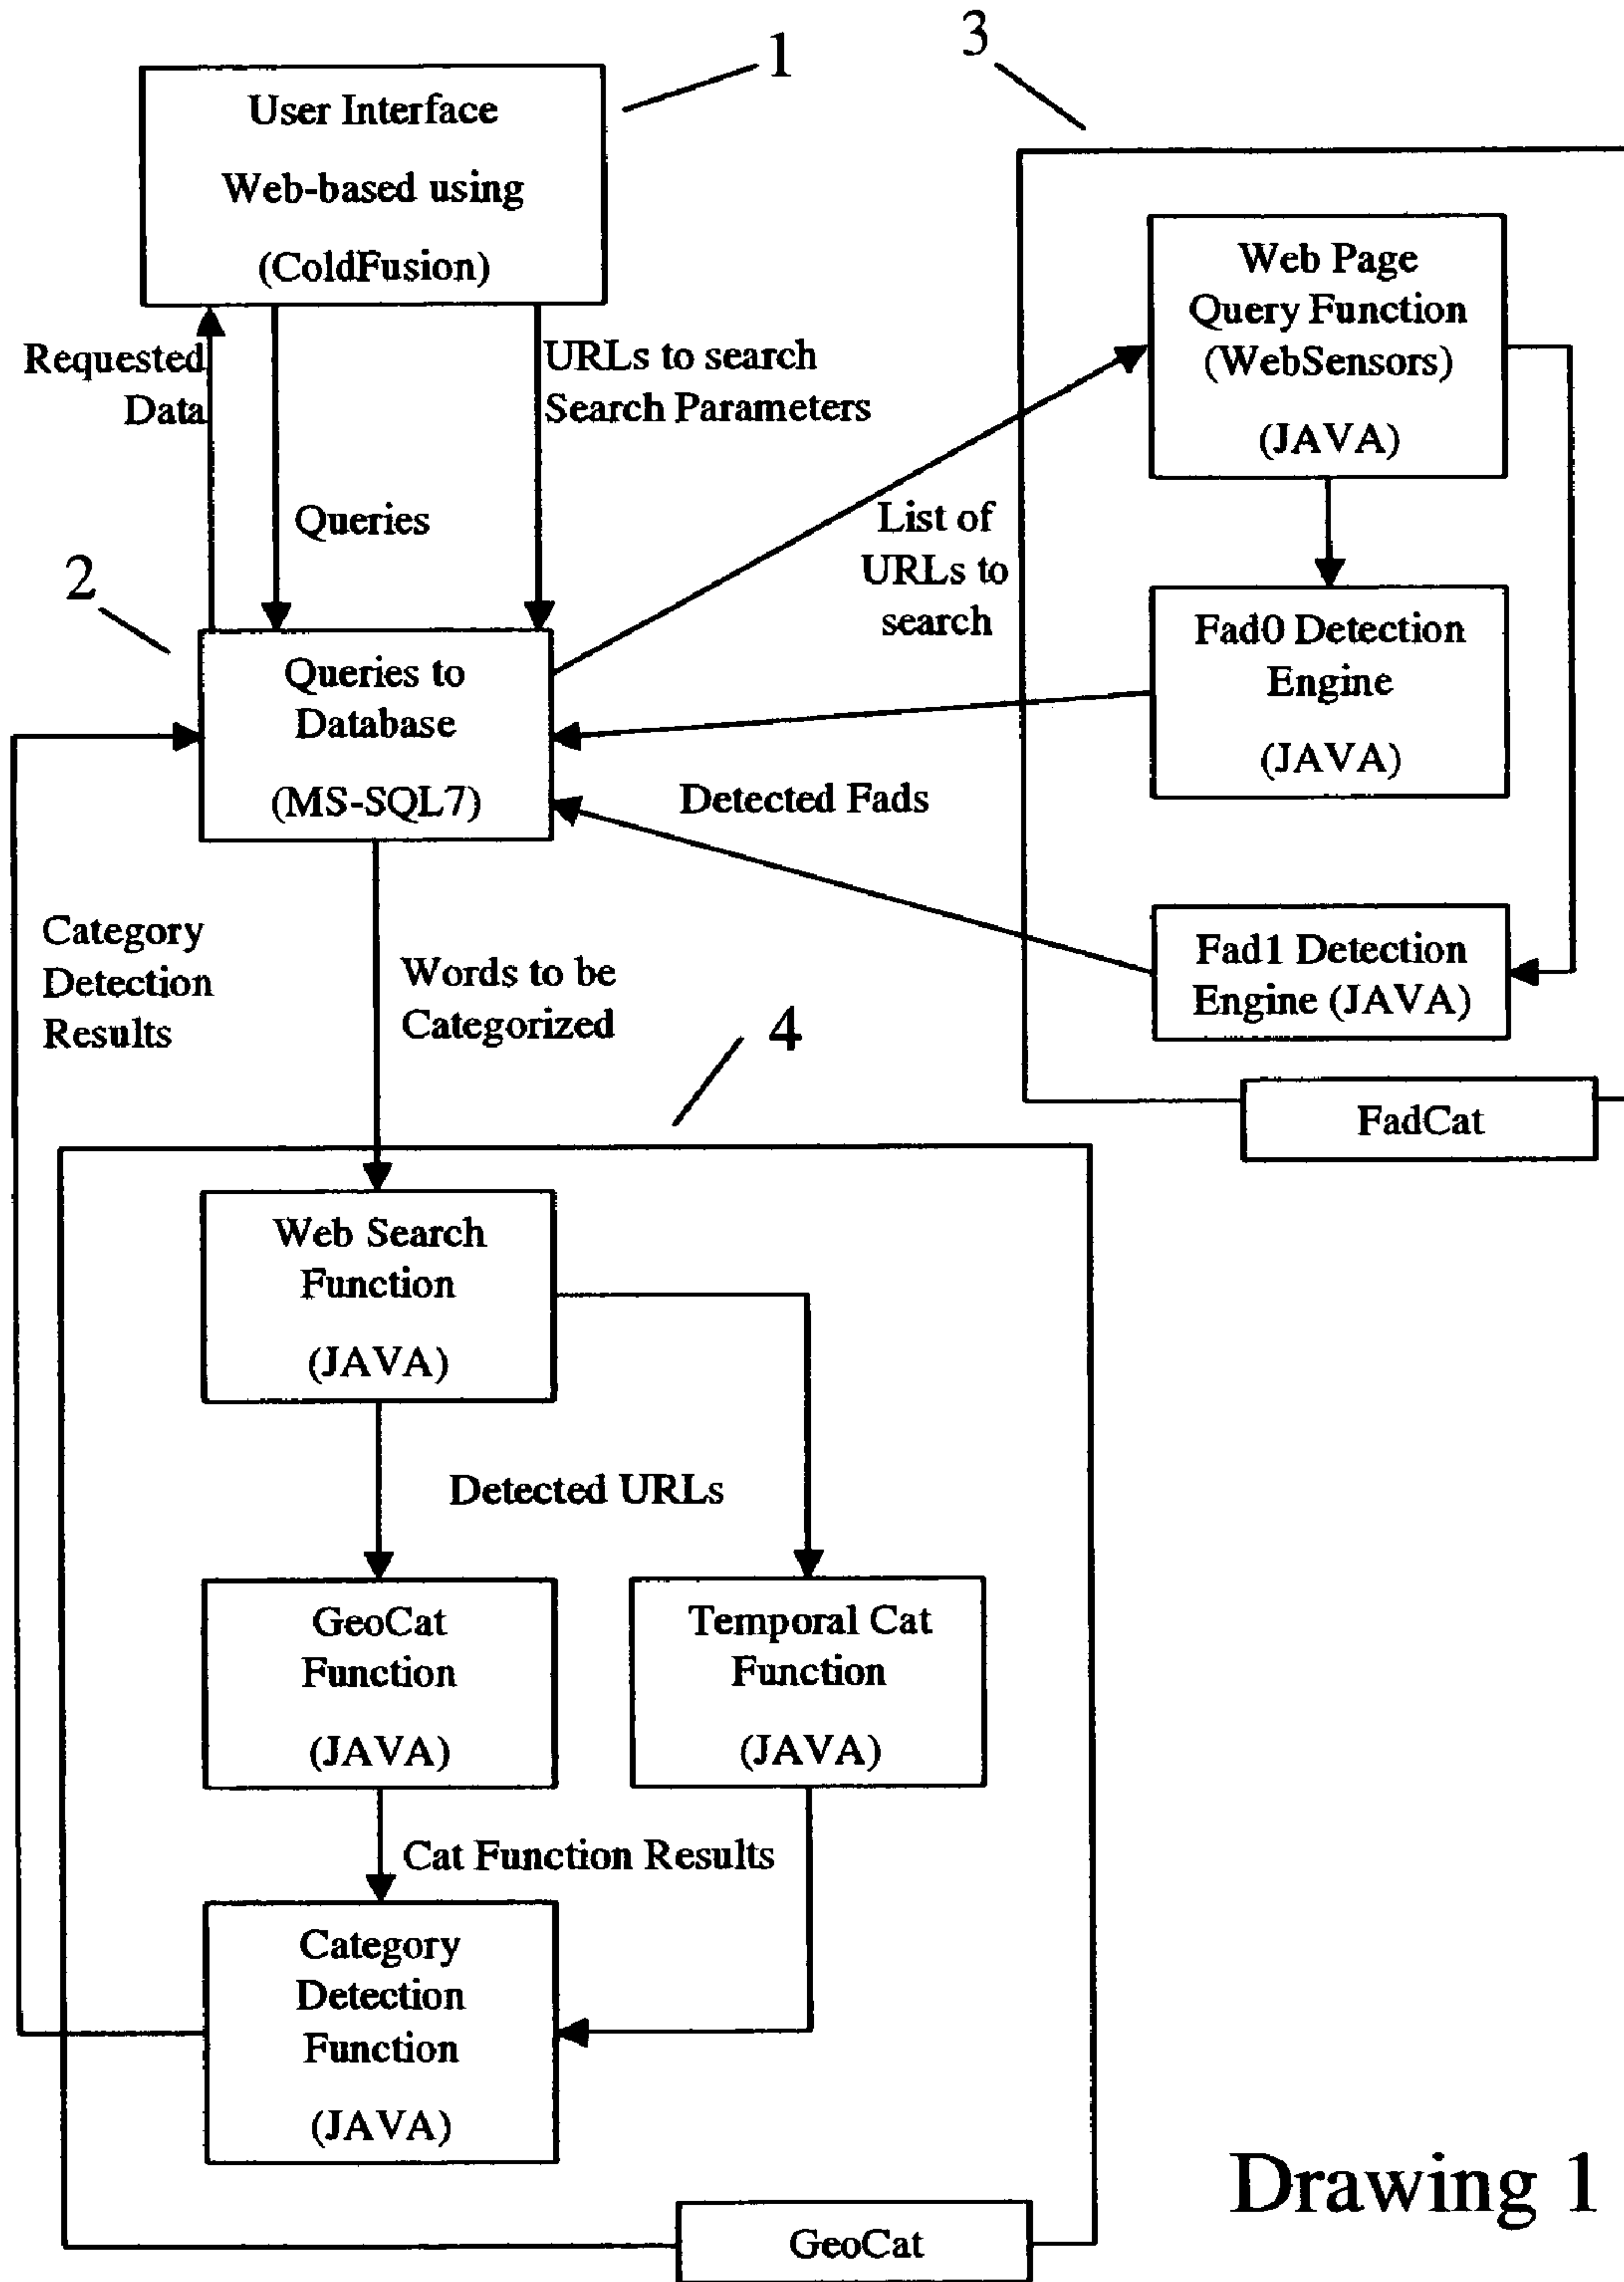 1
User Interface
Web-based using
(ColdFusion)
3
Web Page
Query Function
(WebSensors)
(JAVA)
Requested
Data
URLs to search
Search Parameters
Queries
List of
URLs to
search
2
Queries to
Database
(MS-SQL7)
Fad0 Detection
Engine
(JAVA)
Detected Fads
Fad1 Detection
Engine (JAVA)
FadCat
Category
Detection
Results
Words to be
Categorized
4
Web Search
Function
(JAVA)
Detected URLs
GeoCat
Function
(JAVA)
Temporal Cat
Function
(JAVA)
Cat Function Results
Category
Detection
Function
(JAVA)
GeoCat
Drawing 1